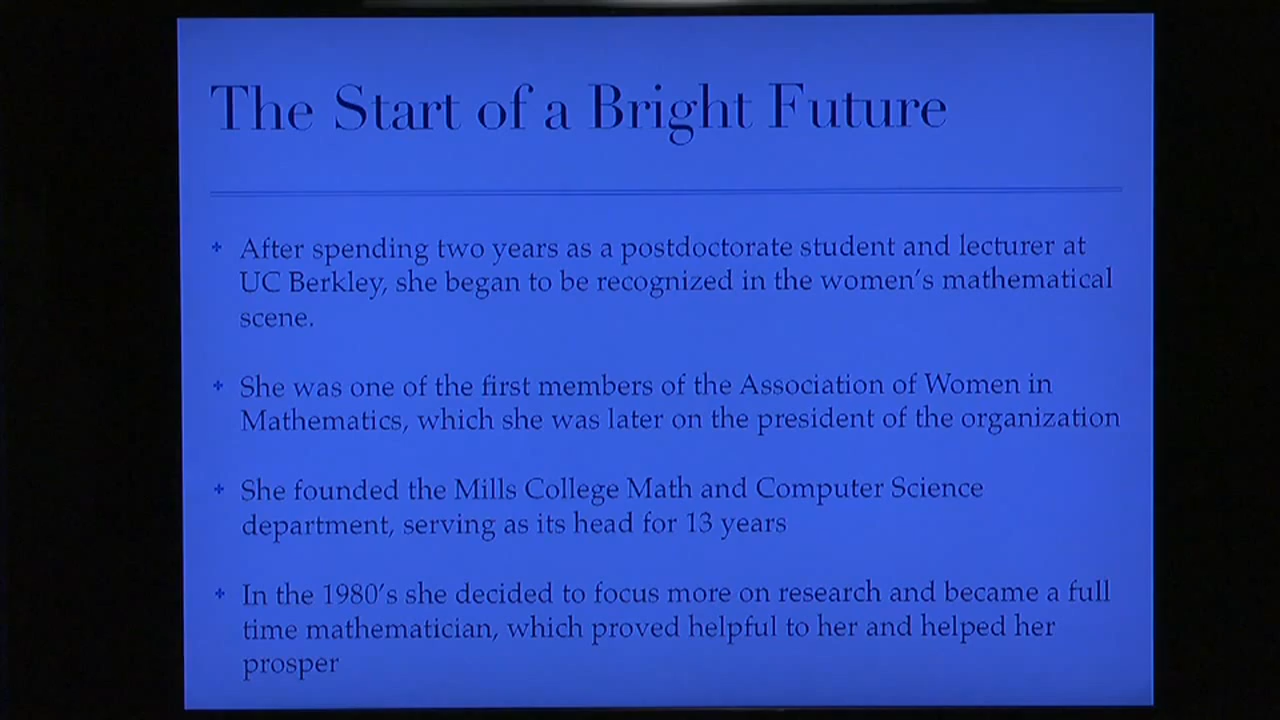 The Start of a Bright Future
After spending two years as a postdoctorate student and lecturer at
UC Berkley, she began to be recognized in the women's mathematical
scene.
She was one of the first members of the Association of Women in
Mathematics, which she was later on the president of the organization
She founded the Mills College Math and Computer Science
department, serving as its head for 13 years
In the 1980's she decided to focus more on research and became a full
time mathematician, which proved helpful to her and helped her
prosper